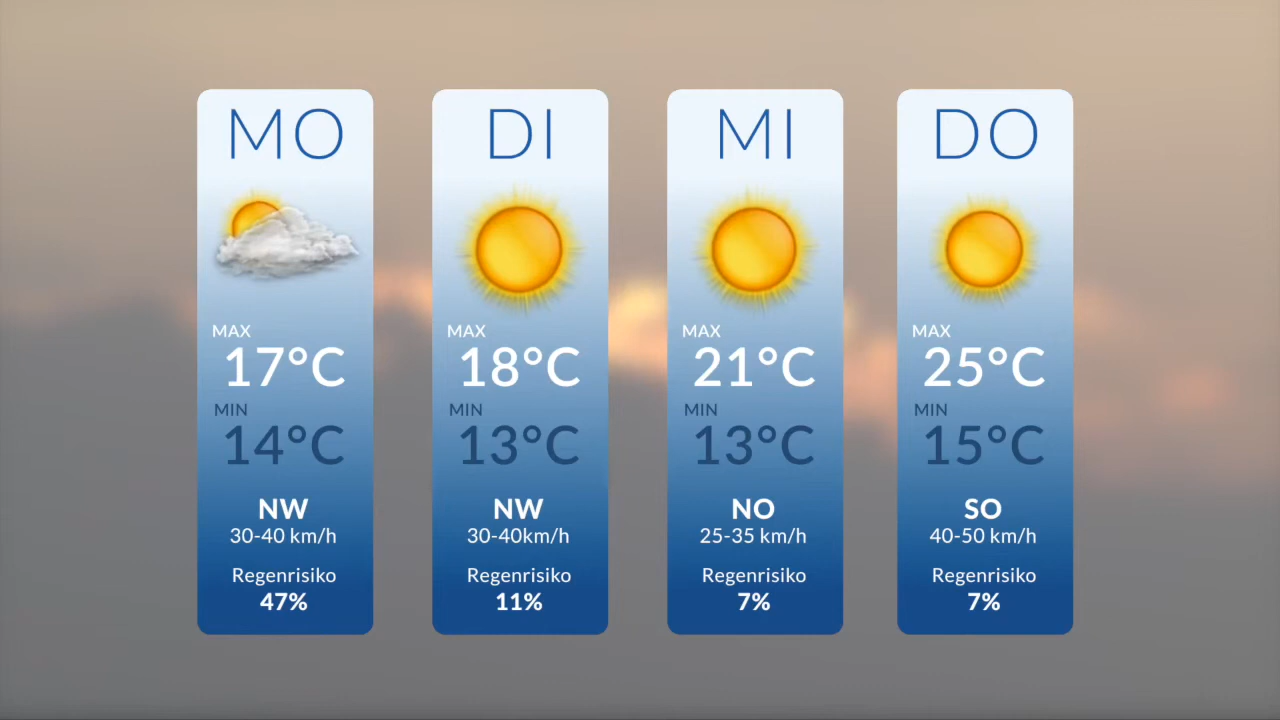 MO
MAX
17°C
MIN
14°C
NW
30-40 km/h
Regenrisiko
47%
DI
MAX
18°C
MIN
13°C
NW
30-40km/h
Regenrisiko
11%
MI
MAX
21°C
MIN
13°C
NO
25-35 km/h
Regenrisiko
7%
DO
MAX
25°C
MIN
15°C
SO
40-50 km/h
Regenrisiko
7%